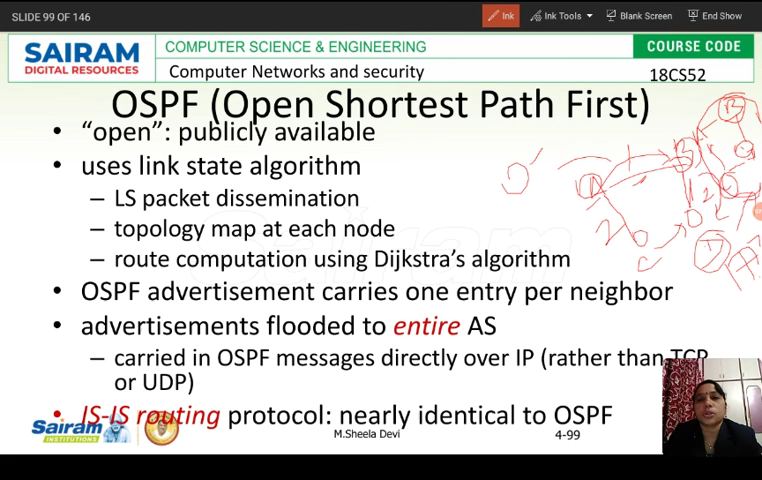 SLIDE 99 OF 146
Ink
Ink Tools
Blank Screen
End Show
SAIRAM
DIGITAL RESOURCES
COMPUTER SCIENCE & ENGINEERING
COURSE CODE
Computer Networks and security
18CS52
OSPF (Open Shortest Path First)
• “open”: publicly available
• uses link state algorithm
– LS packet dissemination
– topology map at each node
– route computation using Dijkstra’s algorithm
• OSPF advertisement carries one entry per neighbor
• advertisements flooded to entire AS
– carried in OSPF messages directly over IP (rather than TCP
or UDP)
• IS-IS routing protocol: nearly identical to OSPF
Sairam
INSTITUTIONS
M.Sheela Devi
4-99
A
B
2
C
D